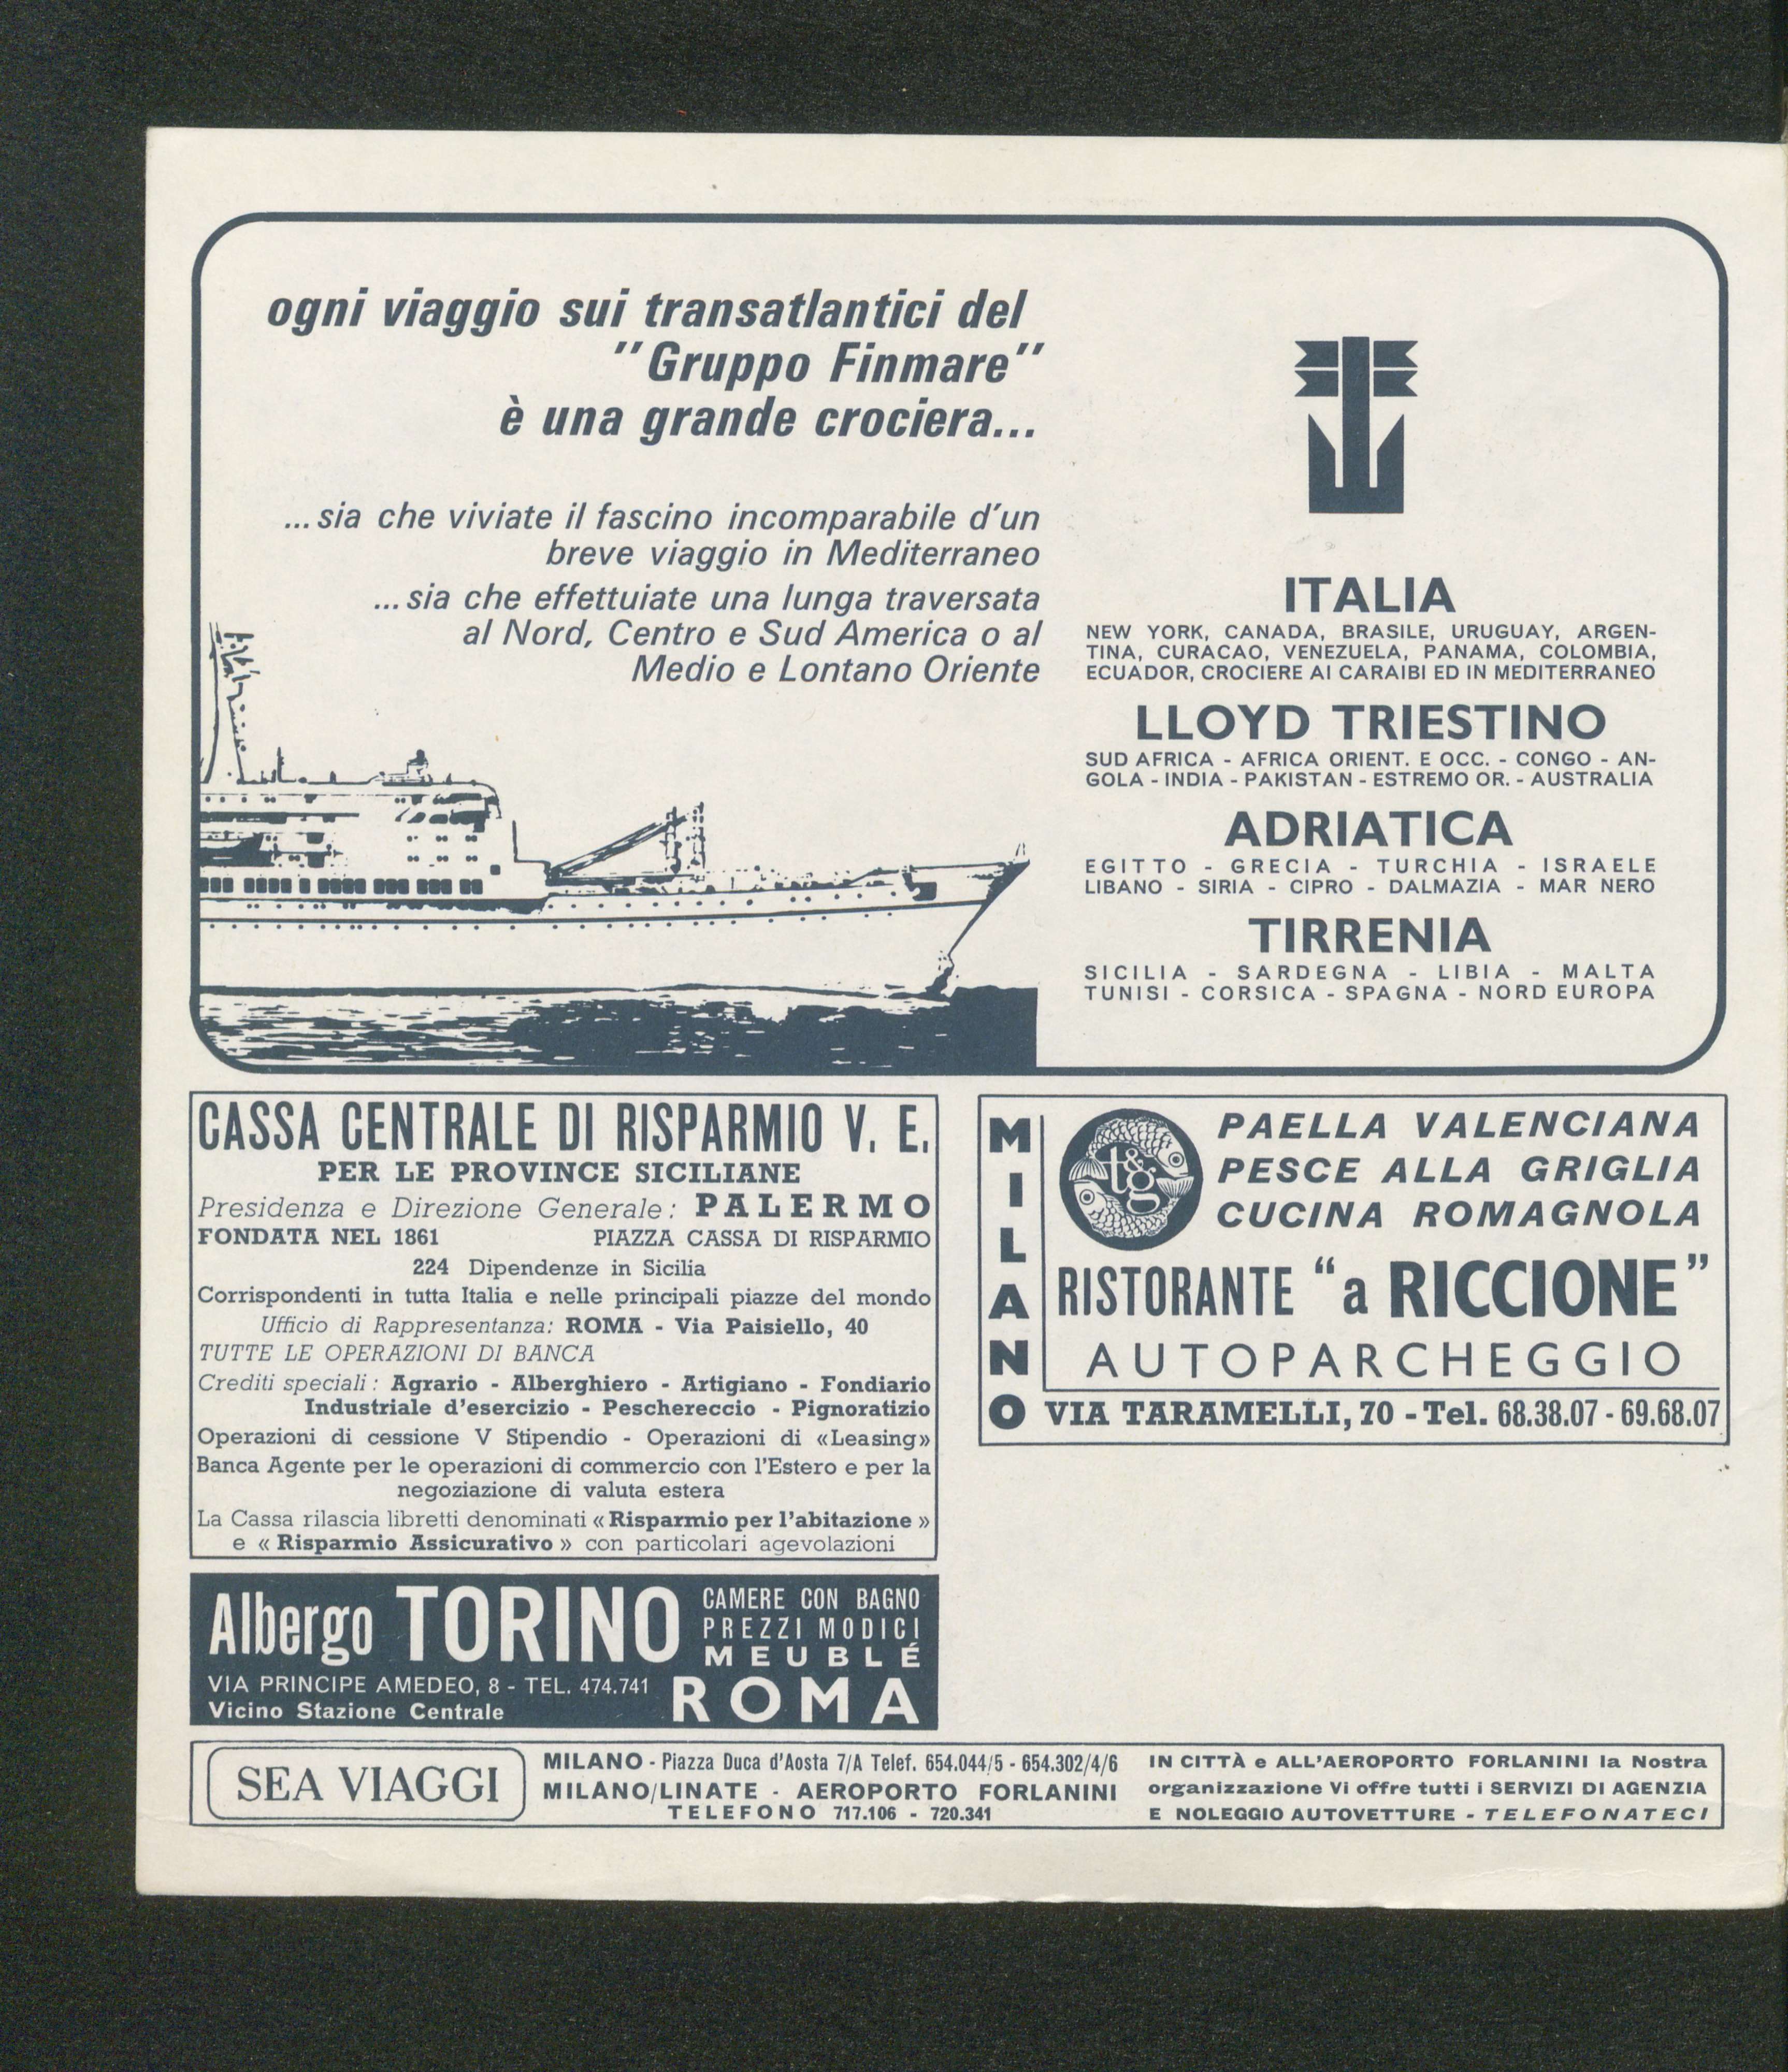 ogni viaggio sui transatlantici del
"Gruppo Finmare"
è una grande crociera...
...sia che viviate il fascino incomparabile d'un
breve viaggio in Mediterraneo
...sia che effettuiate una lunga traversata
al Nord, Centro e Sud America o al
Medio e Lontano Oriente
ITALIA
NEW YORK, CANADA, BRASILE, URUGUAY, ARGEN-
TINA, CURACAO, VENEZUELA, PANAMA, COLOMBIA,
ECUADOR, CROCIERE AI CARAIBI ED IN MEDITERRANEO
LLOYD TRIESTINO
SUD AFRICA - AFRICA ORIENT. E OCC. - CONGO - AN-
GOLA - INDIA - PAKISTAN - ESTREMO OR. - AUSTRALIA
ADRIATICA
EGITTO - GRECIA - TURCHIA - ISRAELE
LIBANO - SIRIA - CIPRO - DALMAZIA - MAR NERO
TIRRENIA
SICILIA - SARDEGNA - LIBIA - MALTA
TUNISI - CORSICA - SPAGNA - NORD EUROPA
CASSA CENTRALE DI RISPARMIO V. E.
PER LE PROVINCE SICILIANE
Presidenza e Direzione Generale: PALERMO
FONDATA NEL 1861 PIAZZA CASSA DI RISPARMIO
224 Dipendenze in Sicilia
Corrispondenti in tutta Italia e nelle principali piazze del mondo
Ufficio di Rappresentanza: ROMA - Via Paisiello, 40
TUTTE LE OPERAZIONI DI BANCA
Crediti speciali: Agrario - Alberghiero - Artigiano - Fondiario
Industriale d'esercizio - Peschereccio - Pignoratizio
Operazioni di cessione V Stipendio - Operazioni di «Leasing»
Banca Agente per le operazioni di commercio con l'Estero e per la
negoziazione di valuta estera
La Cassa rilascia libretti denominati «Risparmio per l'abitazione»
e «Risparmio Assicurativo» con particolari agevolazioni
MILANO
t&g
PAELLA VALENCIANA
PESCE ALLA GRIGLIA
CUCINA ROMAGNOLA
RISTORANTE "a RICCIONE"
AUTOPARCHEGGIO
VIA TARAMELLI, 70 - Tel. 68.38.07 - 69.68.07
Albergo TORINO
CAMERE CON BAGNO
PREZZI MODICI
MEUBLÉ
VIA PRINCIPE AMEDEO, 8 - TEL. 474.741
Vicino Stazione Centrale
ROMA
SEA VIAGGI
MILANO - Piazza Duca d'Aosta 7/A Telef. 654.044/5 - 654.302/4/6
MILANO/LINATE - AEROPORTO FORLANINI
TELEFONO 717.106 - 720.341
IN CITTÀ e ALL'AEROPORTO FORLANINI la Nostra
organizzazione Vi offre tutti i SERVIZI DI AGENZIA
E NOLEGGIO AUTOVETTURE - TELEFONATECI